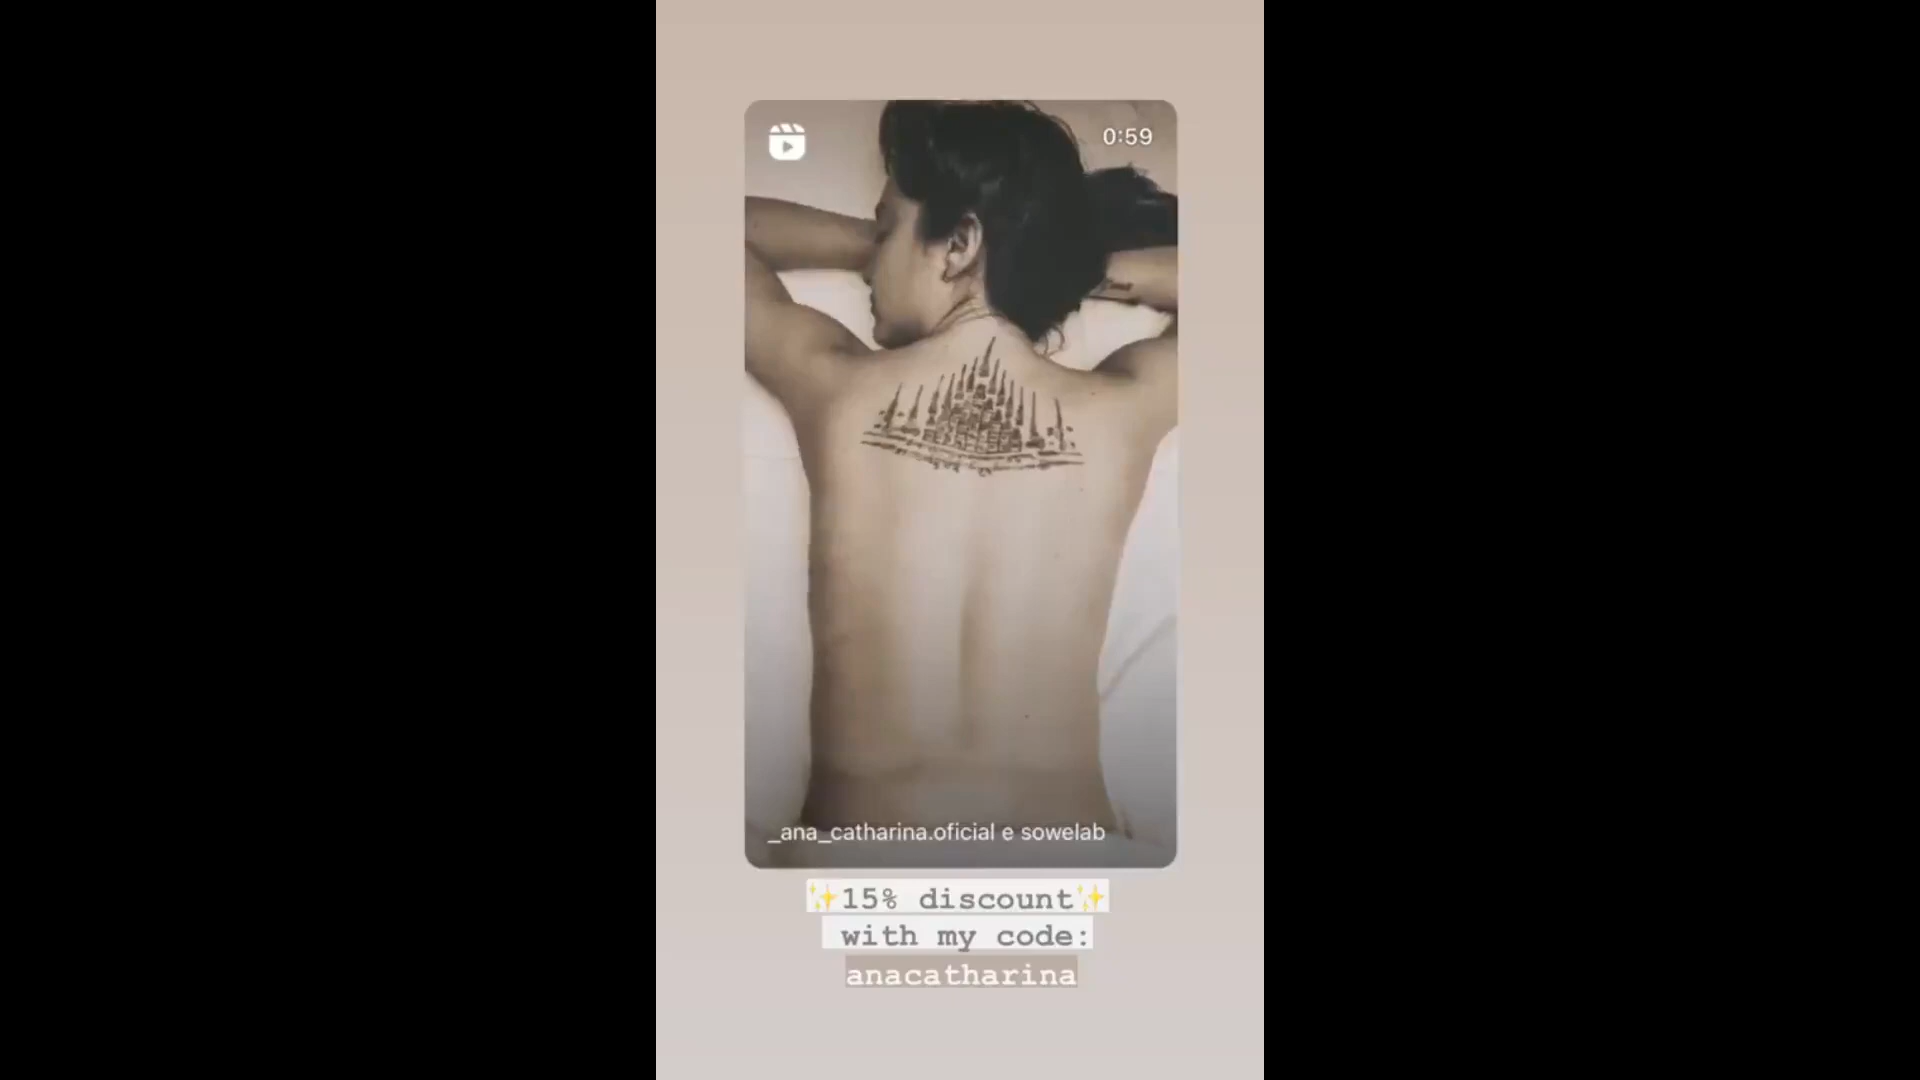 0:59
_ana_catharina.oficial e sowelab
✨15% discount✨
with my code:
anacatharina